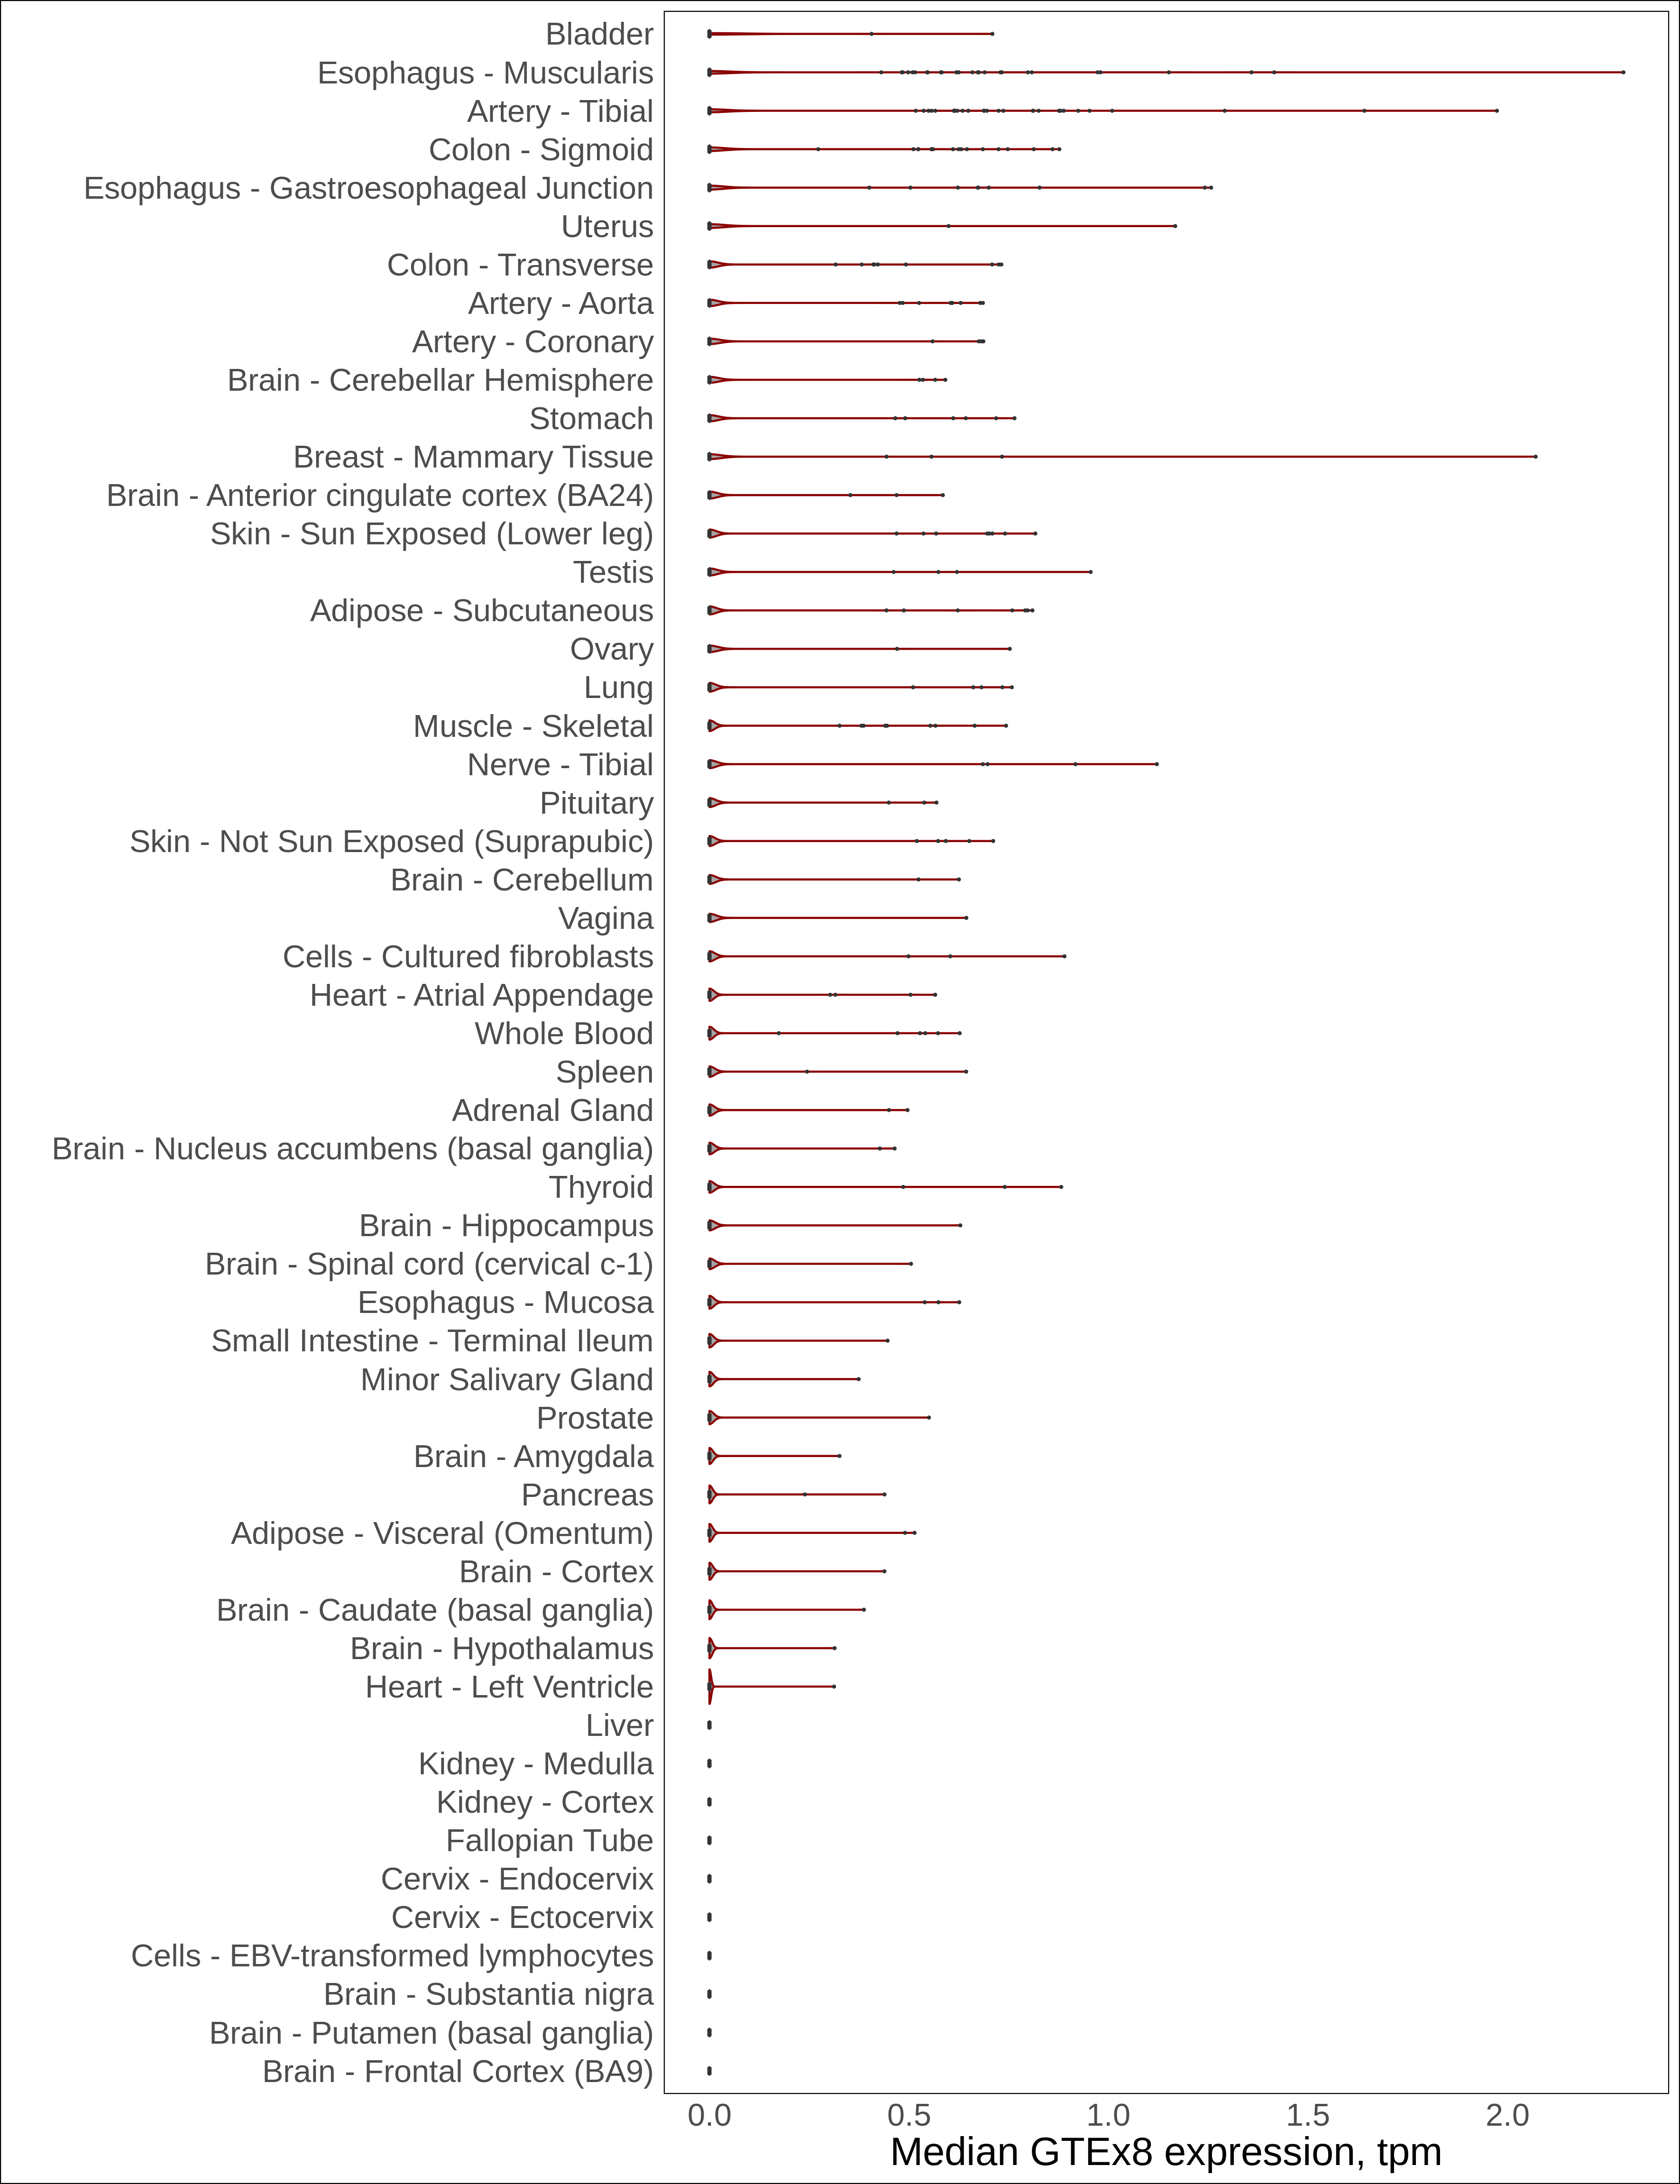 Bladder
Esophagus - Muscularis
Artery - Tibial
Colon - Sigmoid
Esophagus - Gastroesophageal Junction
Uterus
Colon - Transverse
Artery - Aorta
Artery - Coronary
Brain - Cerebellar Hemisphere
Stomach
Breast - Mammary Tissue
Brain - Anterior cingulate cortex (BA24)
Skin - Sun Exposed (Lower leg)
Testis
Adipose - Subcutaneous
Ovary
Lung
Muscle - Skeletal
Nerve - Tibial
Pituitary
Skin - Not Sun Exposed (Suprapubic)
Brain - Cerebellum
Vagina
Cells - Cultured fibroblasts
Heart - Atrial Appendage
Whole Blood
Spleen
Adrenal Gland
Brain - Nucleus accumbens (basal ganglia)
Thyroid
Brain - Hippocampus
Brain - Spinal cord (cervical c-1)
Esophagus - Mucosa
Small Intestine - Terminal Ileum
Minor Salivary Gland
Prostate
Brain - Amygdala
Pancreas
Adipose - Visceral (Omentum)
Brain - Cortex
Brain - Caudate (basal ganglia)
Brain - Hypothalamus
Heart - Left Ventricle
Liver
Kidney - Medulla
Kidney - Cortex
Fallopian Tube
Cervix - Endocervix
Cervix - Ectocervix
Cells - EBV-transformed lymphocytes
Brain - Substantia nigra
Brain - Putamen (basal ganglia)
Brain - Frontal Cortex (BA9)
0.0 0.5 1.0 1.5 2.0
Median GTEx8 expression, tpm